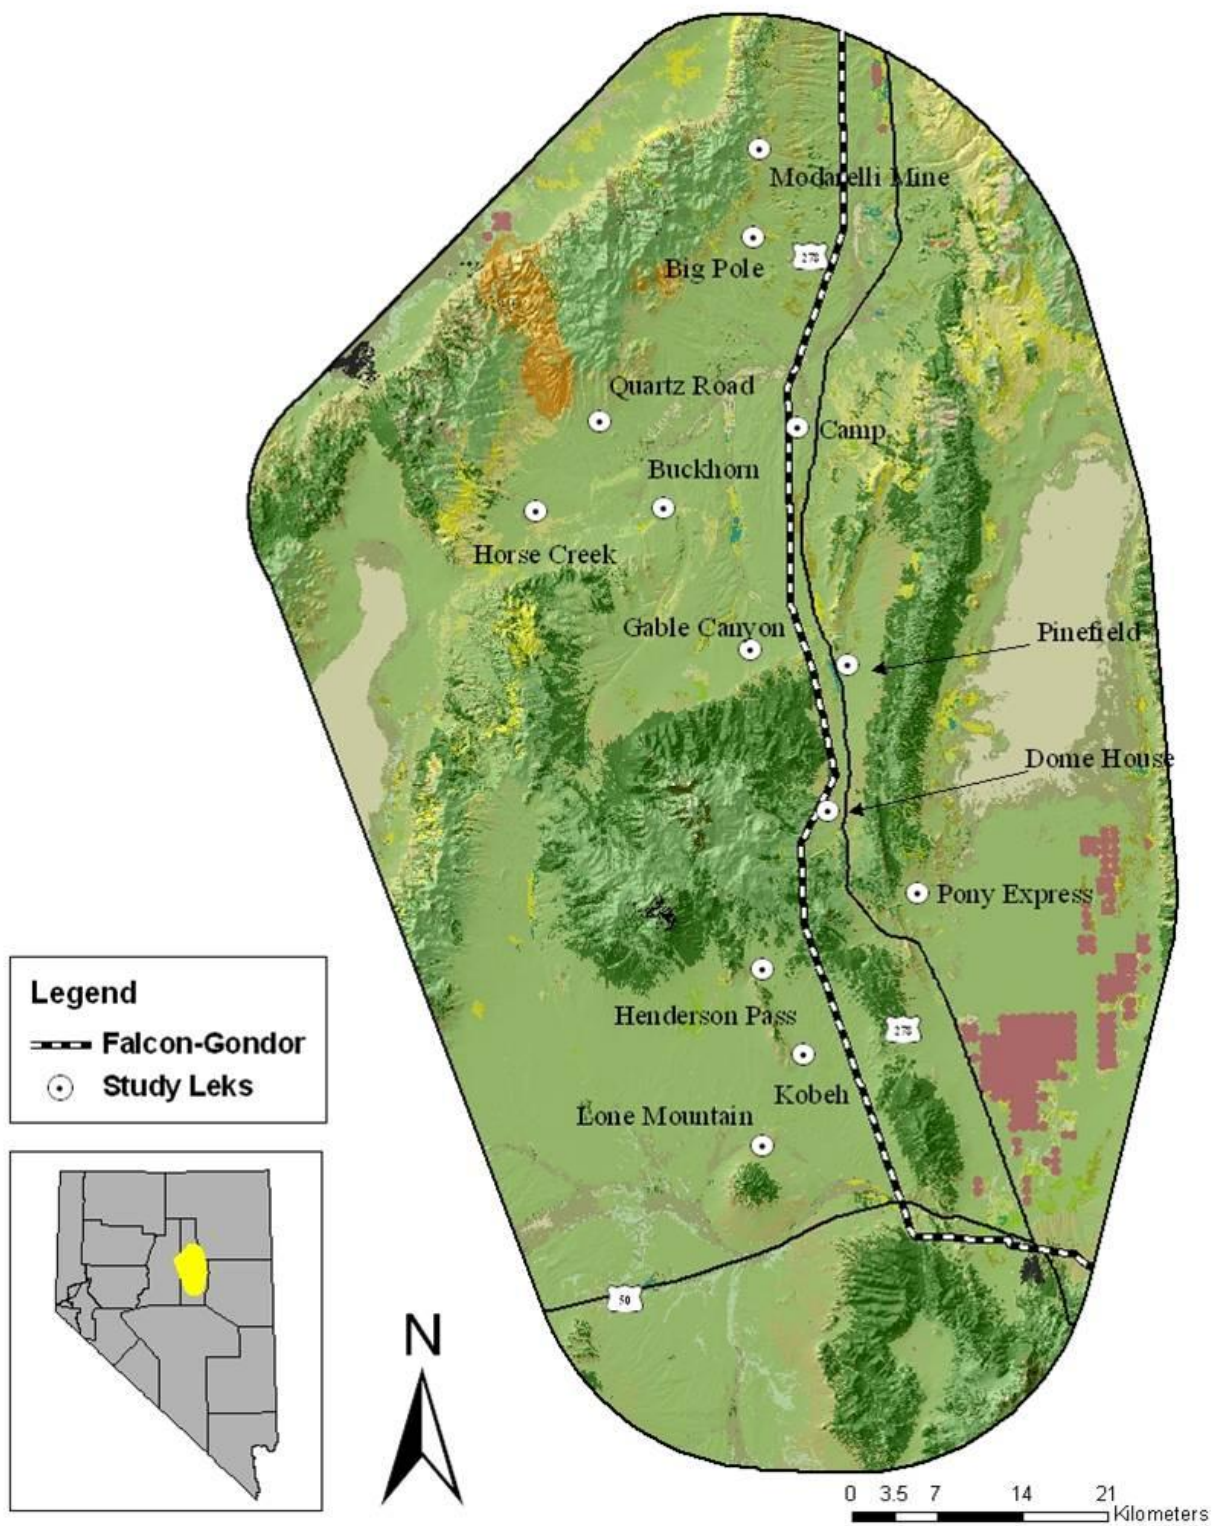 Modarelli Mine
Big Pole
278
Quartz Road
Camp
Buckhorn
Horse Creek
Gable Canyon
Pinefield
Dome House
Pony Express
Henderson Pass
278
Kobeh
Lone Mountain
50
Legend
Falcon-Gondor
Study Leks
N
0 3.5 7 14 21
Kilometers